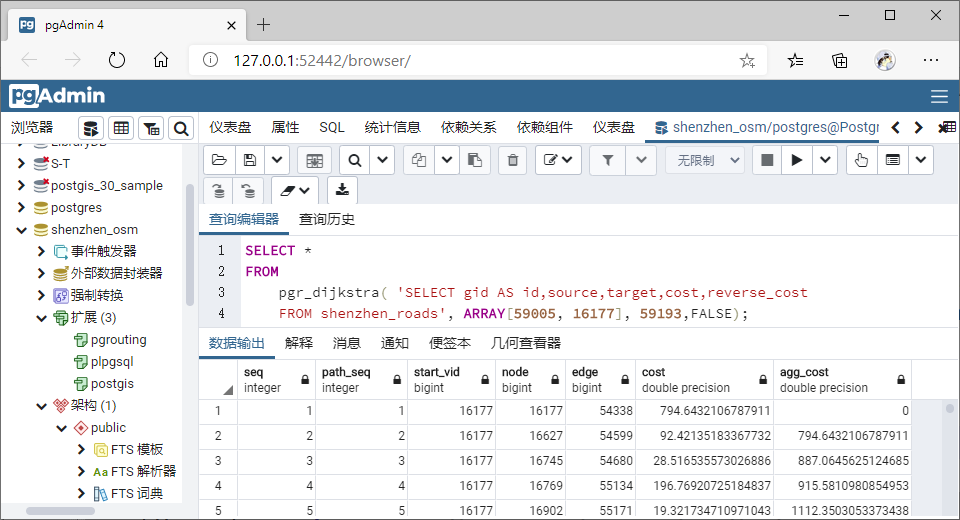 pgAdmin 4
127.0.0.1:52442/browser/
pgAdmin
浏览器
仪表盘 属性 SQL 统计信息 依赖关系 依赖组件 仪表盘 shenzhen_osm/postgres@Postgr
LibraryDB
S-T
postgis_30_sample
postgres
shenzhen_osm
事件触发器
外部数据封装器
强制转换
扩展 (3)
pgrouting
plpgsql
postgis
架构 (1)
public
FTS 模板
Aa FTS 解析器
FTS 词典
无限制
查询编辑器 查询历史
1 SELECT *
2 FROM
3 pgr_dijkstra( 'SELECT gid AS id,source,target,cost,reverse_cost
4 FROM shenzhen_roads', ARRAY[59005, 16177], 59193,FALSE);
数据输出 解释 消息 通知 便签本 几何查看器
seq path_seq start_vid node edge cost agg_cost
integer integer bigint bigint bigint double precision double precision
1 1 1 16177 16177 54338 794.6432106787911 0
2 2 2 16177 16627 54599 92.42135183367732 794.6432106787911
3 3 3 16177 16745 54680 28.516535573026886 887.0645625124685
4 4 4 16177 16769 55134 196.76920725184837 915.5810980854953
5 5 5 16177 16902 55171 19.321734710971043 1112.3503053373438